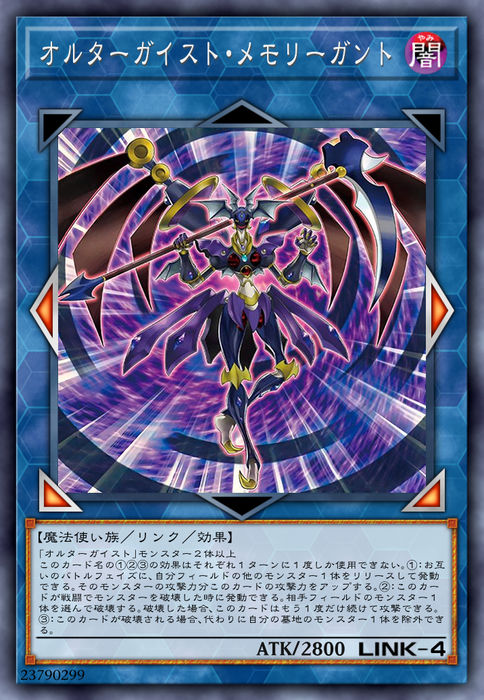 オルターガイスト・メモリーガント
やみ
闇
【魔法使い族／リンク／効果】
「オルターガイスト」モンスター２体以上
このカード名の①②③の効果はそれぞれ１ターンに１度しか使用できない。①：お互
いのバトルフェイズに、自分フィールドの他のモンスター１体をリリースして発動
できる。そのモンスターの攻撃力分このカードの攻撃力をアップする。②：このカー
ドが戦闘でモンスターを破壊した時に発動できる。相手フィールドのモンスター１
体を選んで破壊する。破壊した場合、このカードはもう１度だけ続けて攻撃できる。
③：このカードが破壊される場合、代わりに自分の墓地のモンスター１体を除外でき
る。
ATK/2800 LINK-4
23790299